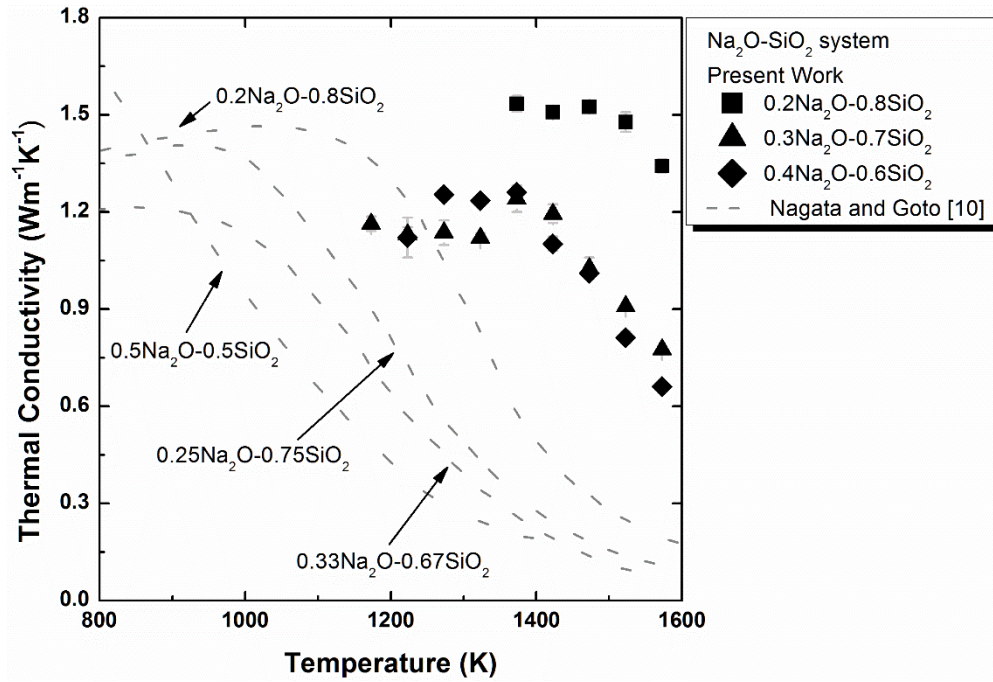 Thermal Conductivity (Wm⁻¹K⁻¹)
1.8
1.5
1.2
0.9
0.6
0.3
0.0
800
1000
1200
1400
1600
Temperature (K)
0.2Na₂O-0.8SiO₂
0.5Na₂O-0.5SiO₂
0.25Na₂O-0.75SiO₂
0.33Na₂O-0.67SiO₂
Na₂O-SiO₂ system
Present Work
0.2Na₂O-0.8SiO₂
0.3Na₂O-0.7SiO₂
0.4Na₂O-0.6SiO₂
Nagata and Goto [10]